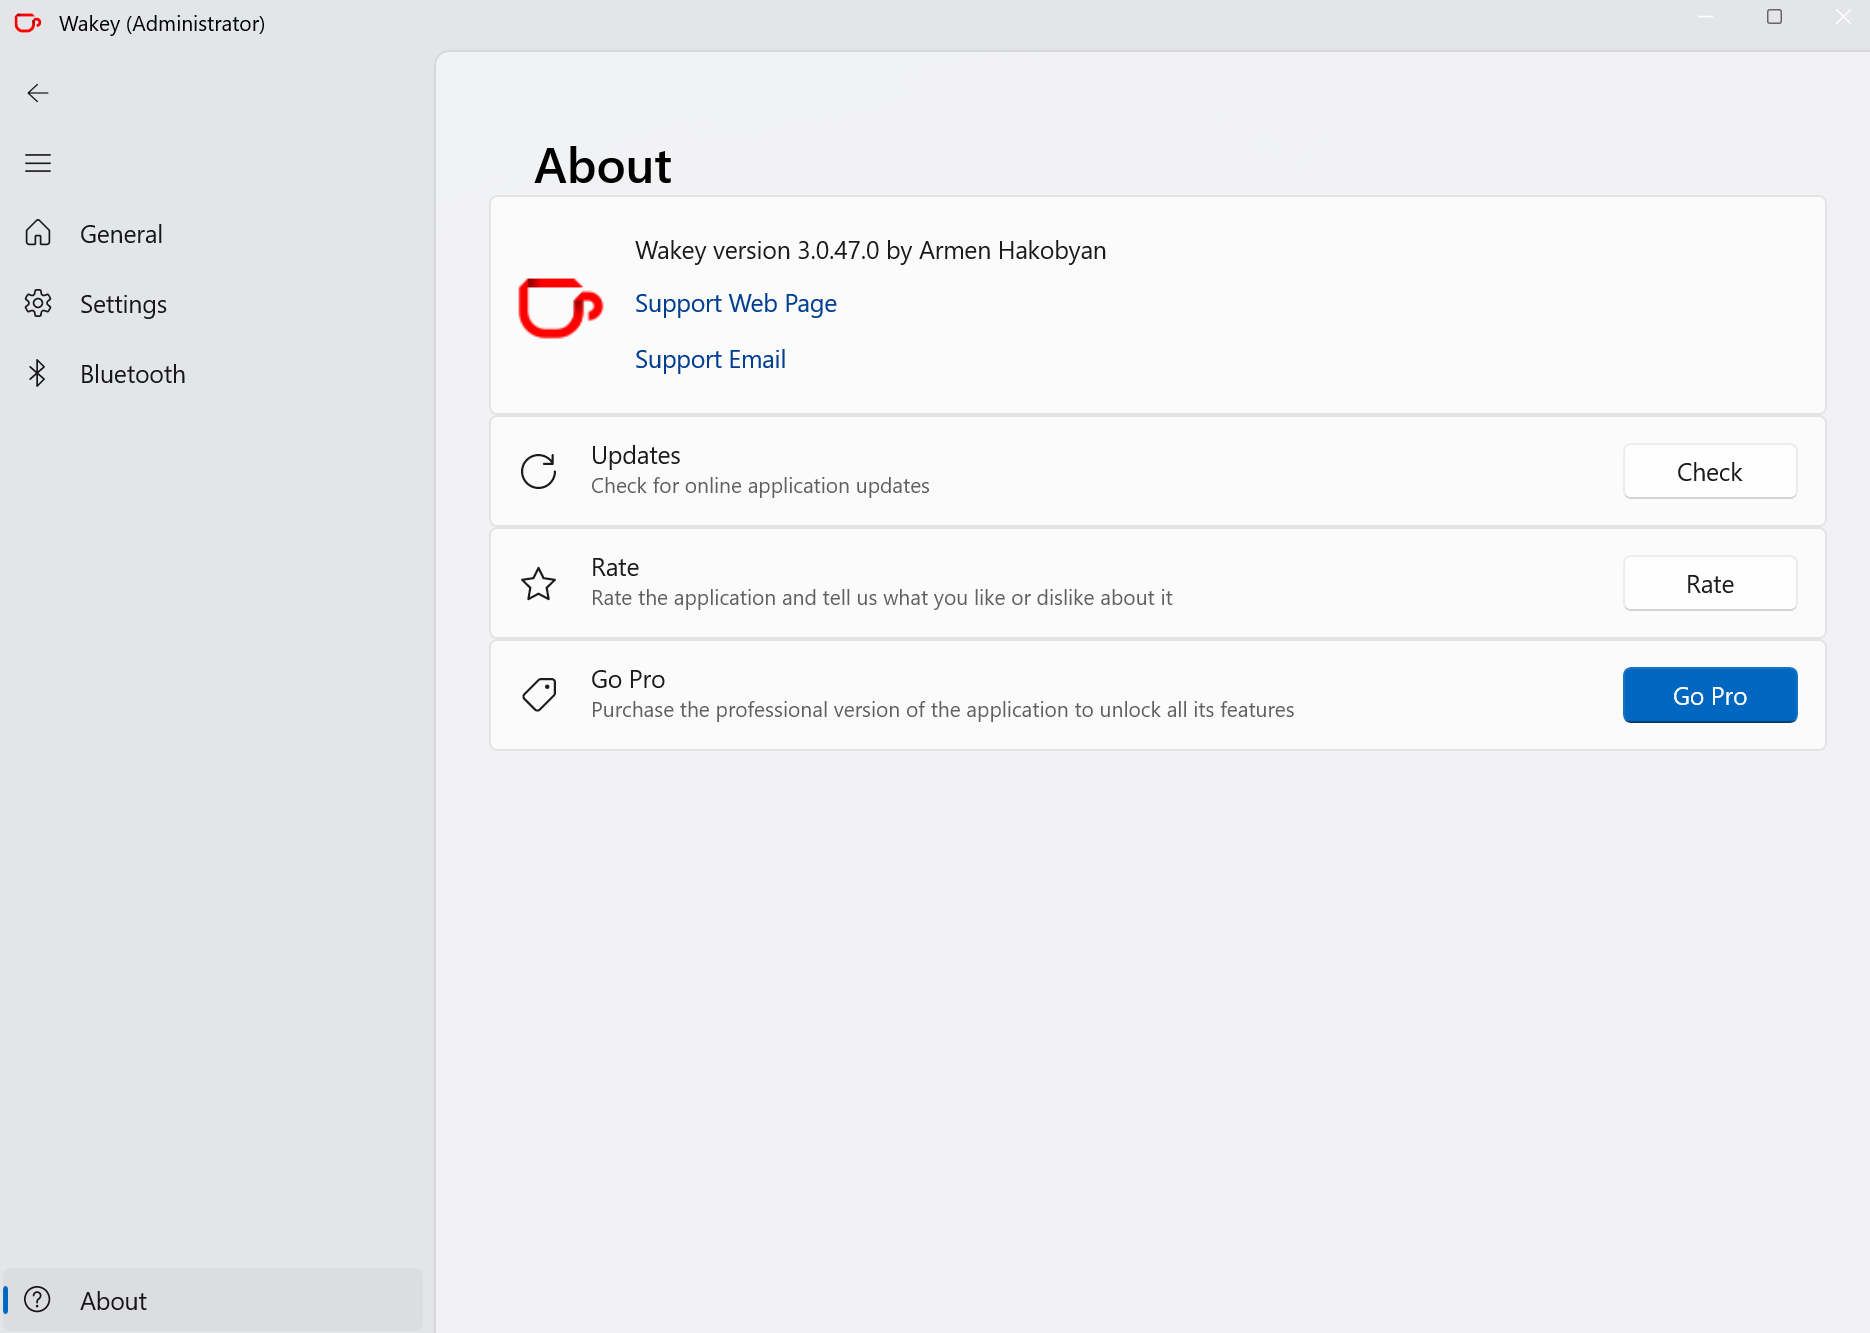 Wakey (Administrator)
General
Settings
Bluetooth
About
About
Wakey version 3.0.47.0 by Armen Hakobyan
Support Web Page
Support Email
Updates
Check for online application updates
Check
Rate
Rate the application and tell us what you like or dislike about it
Rate
Go Pro
Purchase the professional version of the application to unlock all its features
Go Pro